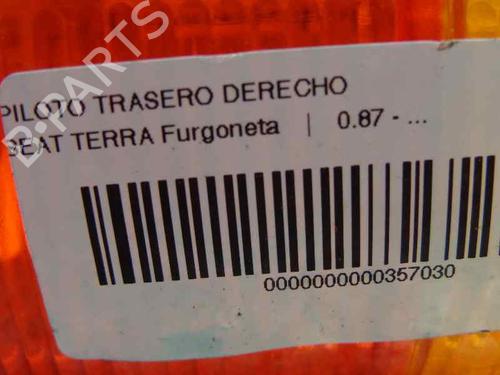 PILOTO TRASERO DERECHO
SEAT TERRA Furgoneta | 0.87 - ...
0000000000357030
B-PARTS